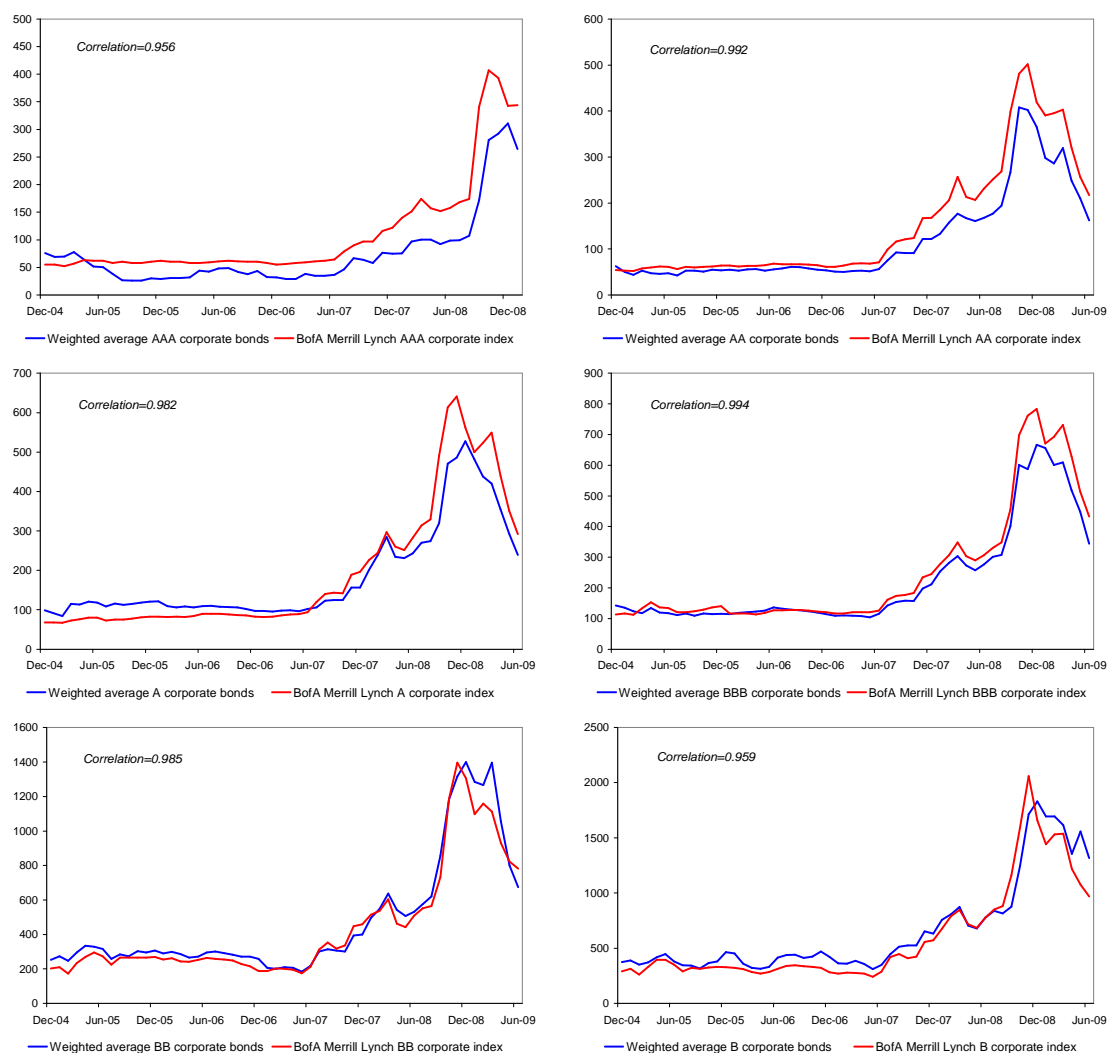 500
450
400
350
300
250
200
150
100
50
0
Correlation=0.956
Dec-04 Jun-05 Dec-05 Jun-06 Dec-06 Jun-07 Dec-07 Jun-08 Dec-08
Weighted average AAA corporate bonds BofA Merrill Lynch AAA corporate index
600
500
400
300
200
100
0
Correlation=0.992
Dec-04 Jun-05 Dec-05 Jun-06 Dec-06 Jun-07 Dec-07 Jun-08 Dec-08 Jun-09
Weighted average AA corporate bonds BofA Merrill Lynch AA corporate index
700
600
500
400
300
200
100
0
Correlation=0.982
Dec-04 Jun-05 Dec-05 Jun-06 Dec-06 Jun-07 Dec-07 Jun-08 Dec-08 Jun-09
Weighted average A corporate bonds BofA Merrill Lynch A corporate index
900
800
700
600
500
400
300
200
100
0
Correlation=0.994
Dec-04 Jun-05 Dec-05 Jun-06 Dec-06 Jun-07 Dec-07 Jun-08 Dec-08 Jun-09
Weighted average BBB corporate bonds BofA Merrill Lynch BBB corporate index
1600
1400
1200
1000
800
600
400
200
0
Correlation=0.985
Dec-04 Jun-05 Dec-05 Jun-06 Dec-06 Jun-07 Dec-07 Jun-08 Dec-08 Jun-09
Weighted average BB corporate bonds BofA Merrill Lynch BB corporate index
2500
2000
1500
1000
500
0
Correlation=0.959
Dec-04 Jun-05 Dec-05 Jun-06 Dec-06 Jun-07 Dec-07 Jun-08 Dec-08 Jun-09
Weighted average B corporate bonds BofA Merrill Lynch B corporate index